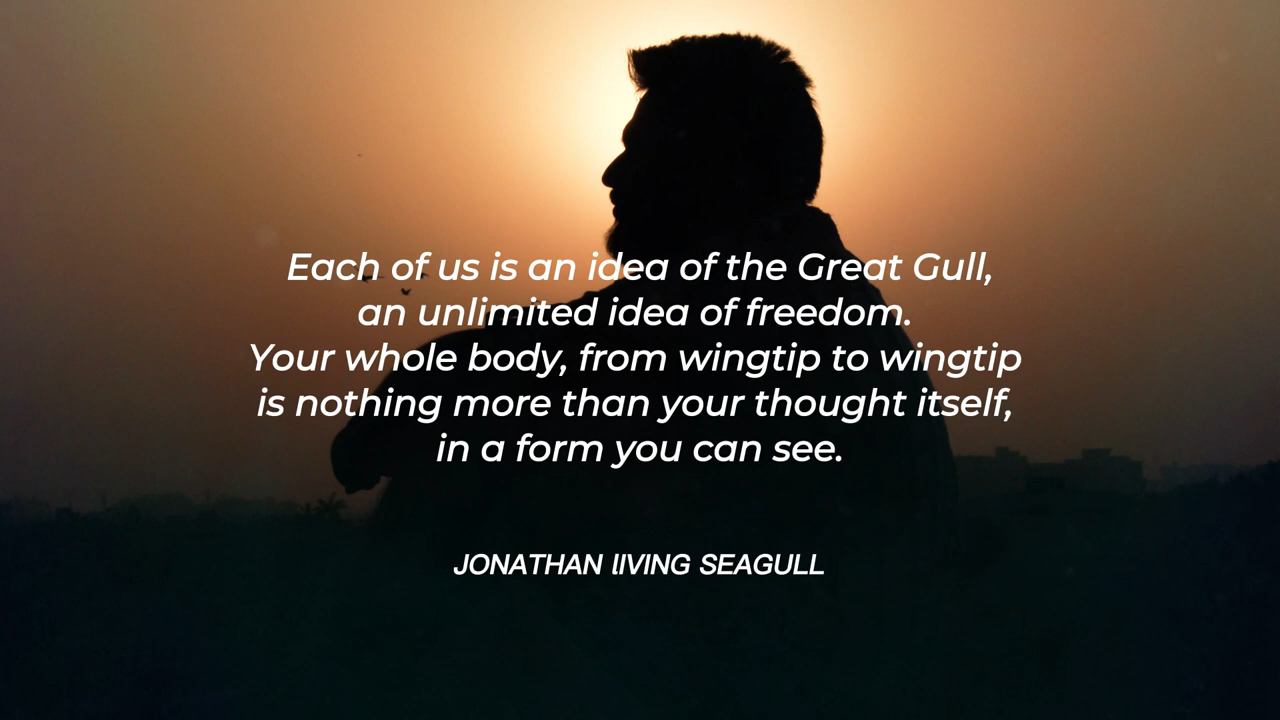 Each of us is an idea of the Great Gull,
an unlimited idea of freedom.
Your whole body, from wingtip to wingtip
is nothing more than your thought itself,
in a form you can see.
JONATHAN lIVING SEAGULL